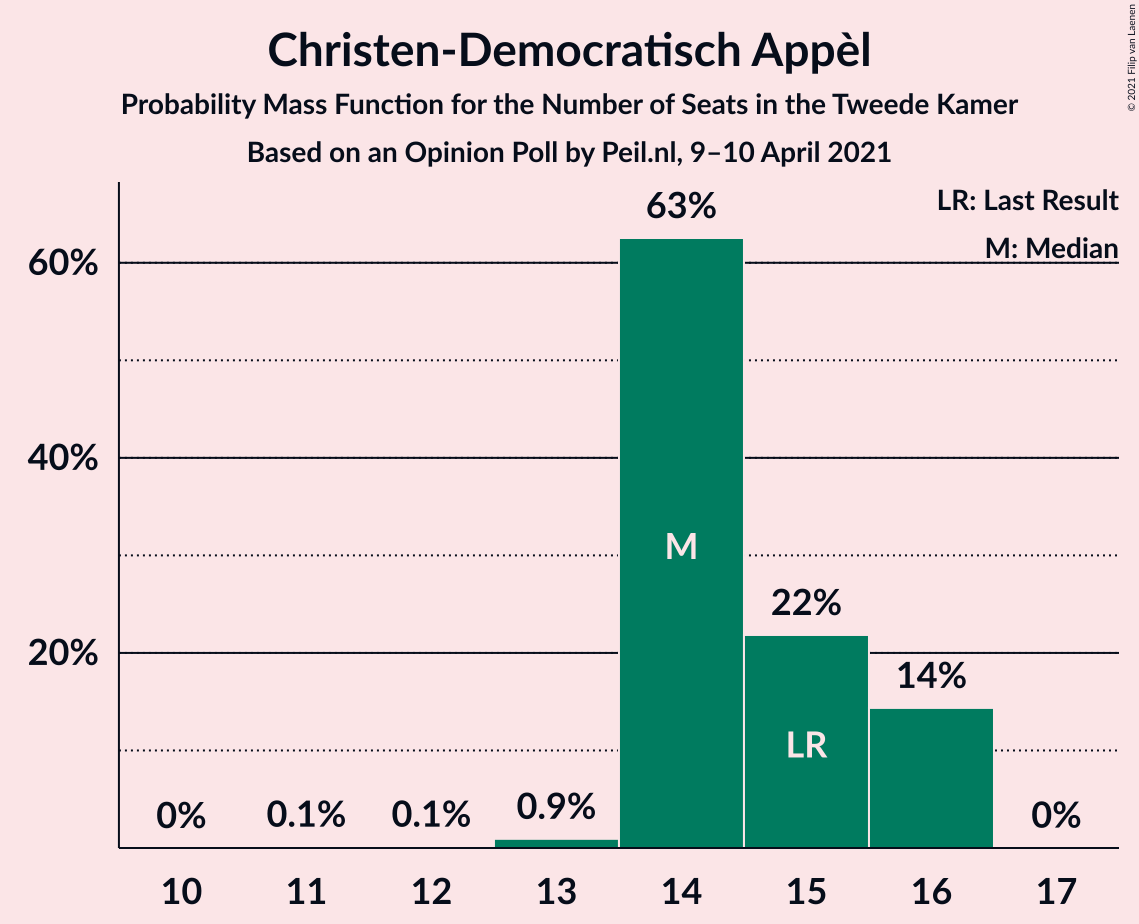 Christen-Democratisch Appèl
Probability Mass Function for the Number of Seats in the Tweede Kamer
Based on an Opinion Poll by Peil.nl, 9–10 April 2021
© 2021 Filip van Laenen
LR: Last Result
M: Median
63%
60%
40%
M
22%
20%
14%
LR
0%
0.1%
0.1%
0.9%
0%
10 11 12 13 14 15 16 17